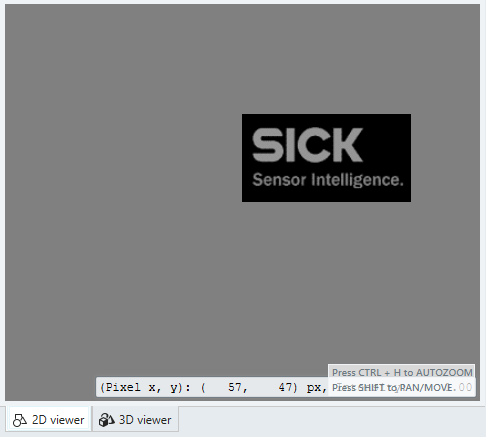 SICK
Sensor Intelligence.
Press CTRL + H to AUTOZOOM
(Pixel x, y): ( 57, 47) px,
Press SHIFT to/RAN/MOVE.00
2D viewer
3D viewer